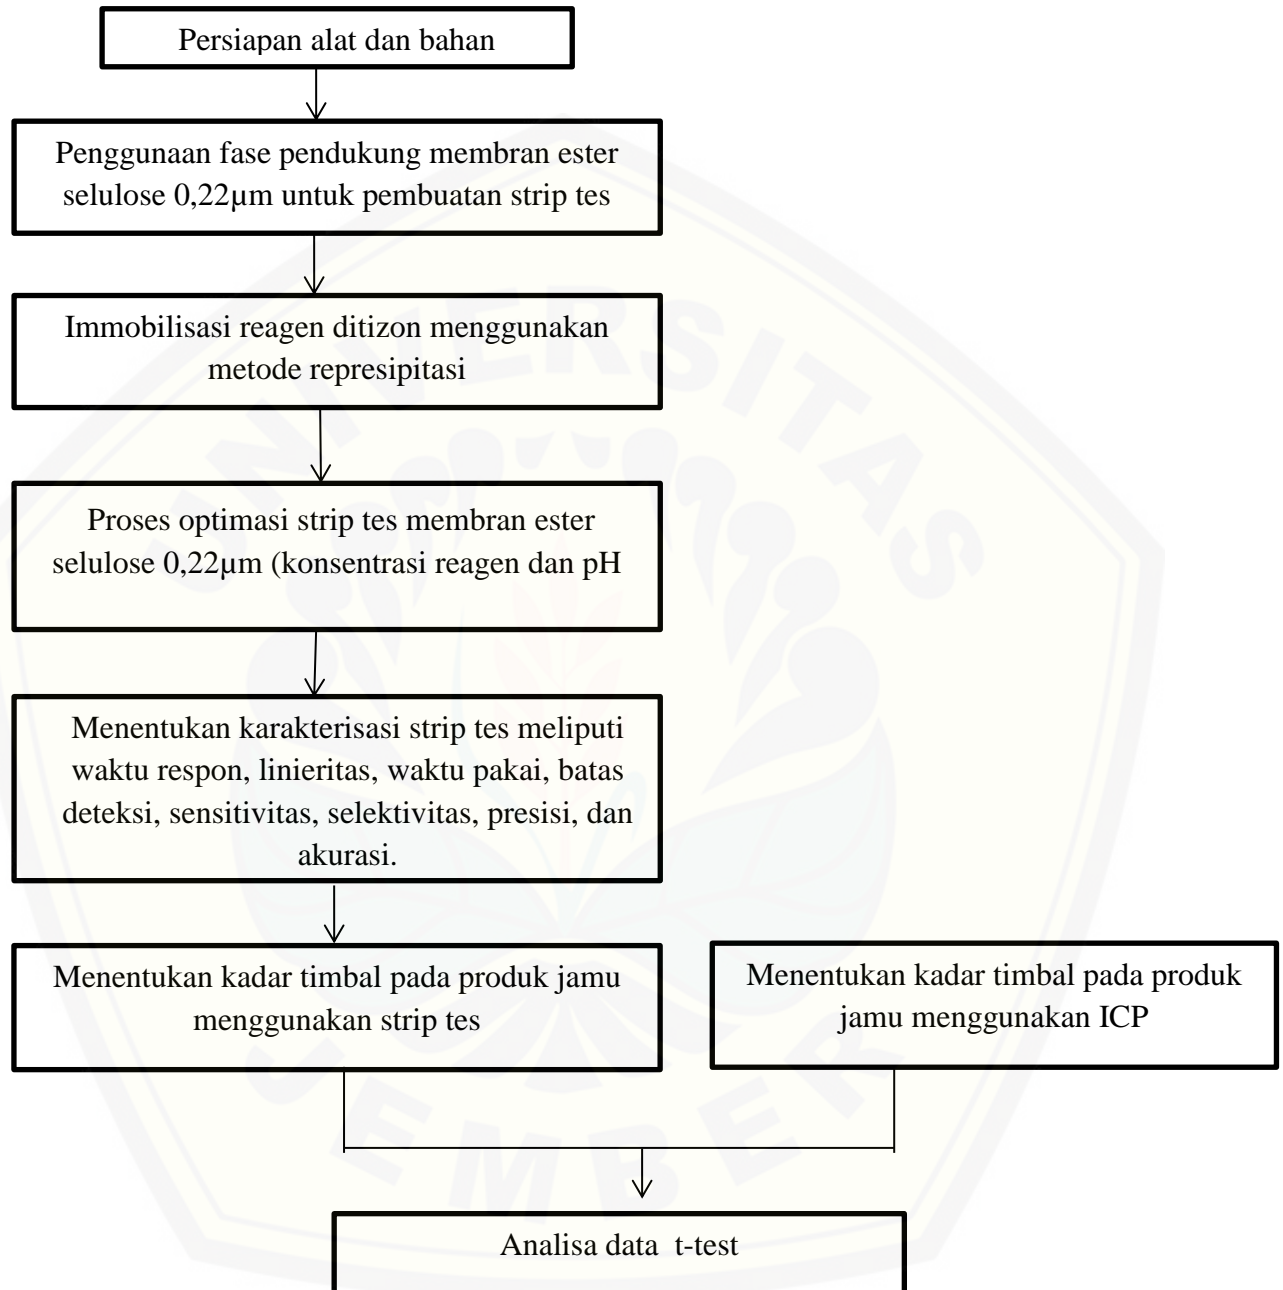 Persiapan alat dan bahan
Penggunaan fase pendukung membran ester
selulose 0,22µm untuk pembuatan strip tes
Immobilisasi reagen ditizon menggunakan
metode represipitasi
Proses optimasi strip tes membran ester
selulose 0,22µm (konsentrasi reagen dan pH
Menentukan karakterisasi strip tes meliputi
waktu respon, linieritas, waktu pakai, batas
deteksi, sensitivitas, selektivitas, presisi, dan
akurasi.
Menentukan kadar timbal pada produk jamu
menggunakan strip tes
Menentukan kadar timbal pada produk
jamu menggunakan ICP
Analisa data  t-test
UNIVERSITAS
JEMBER